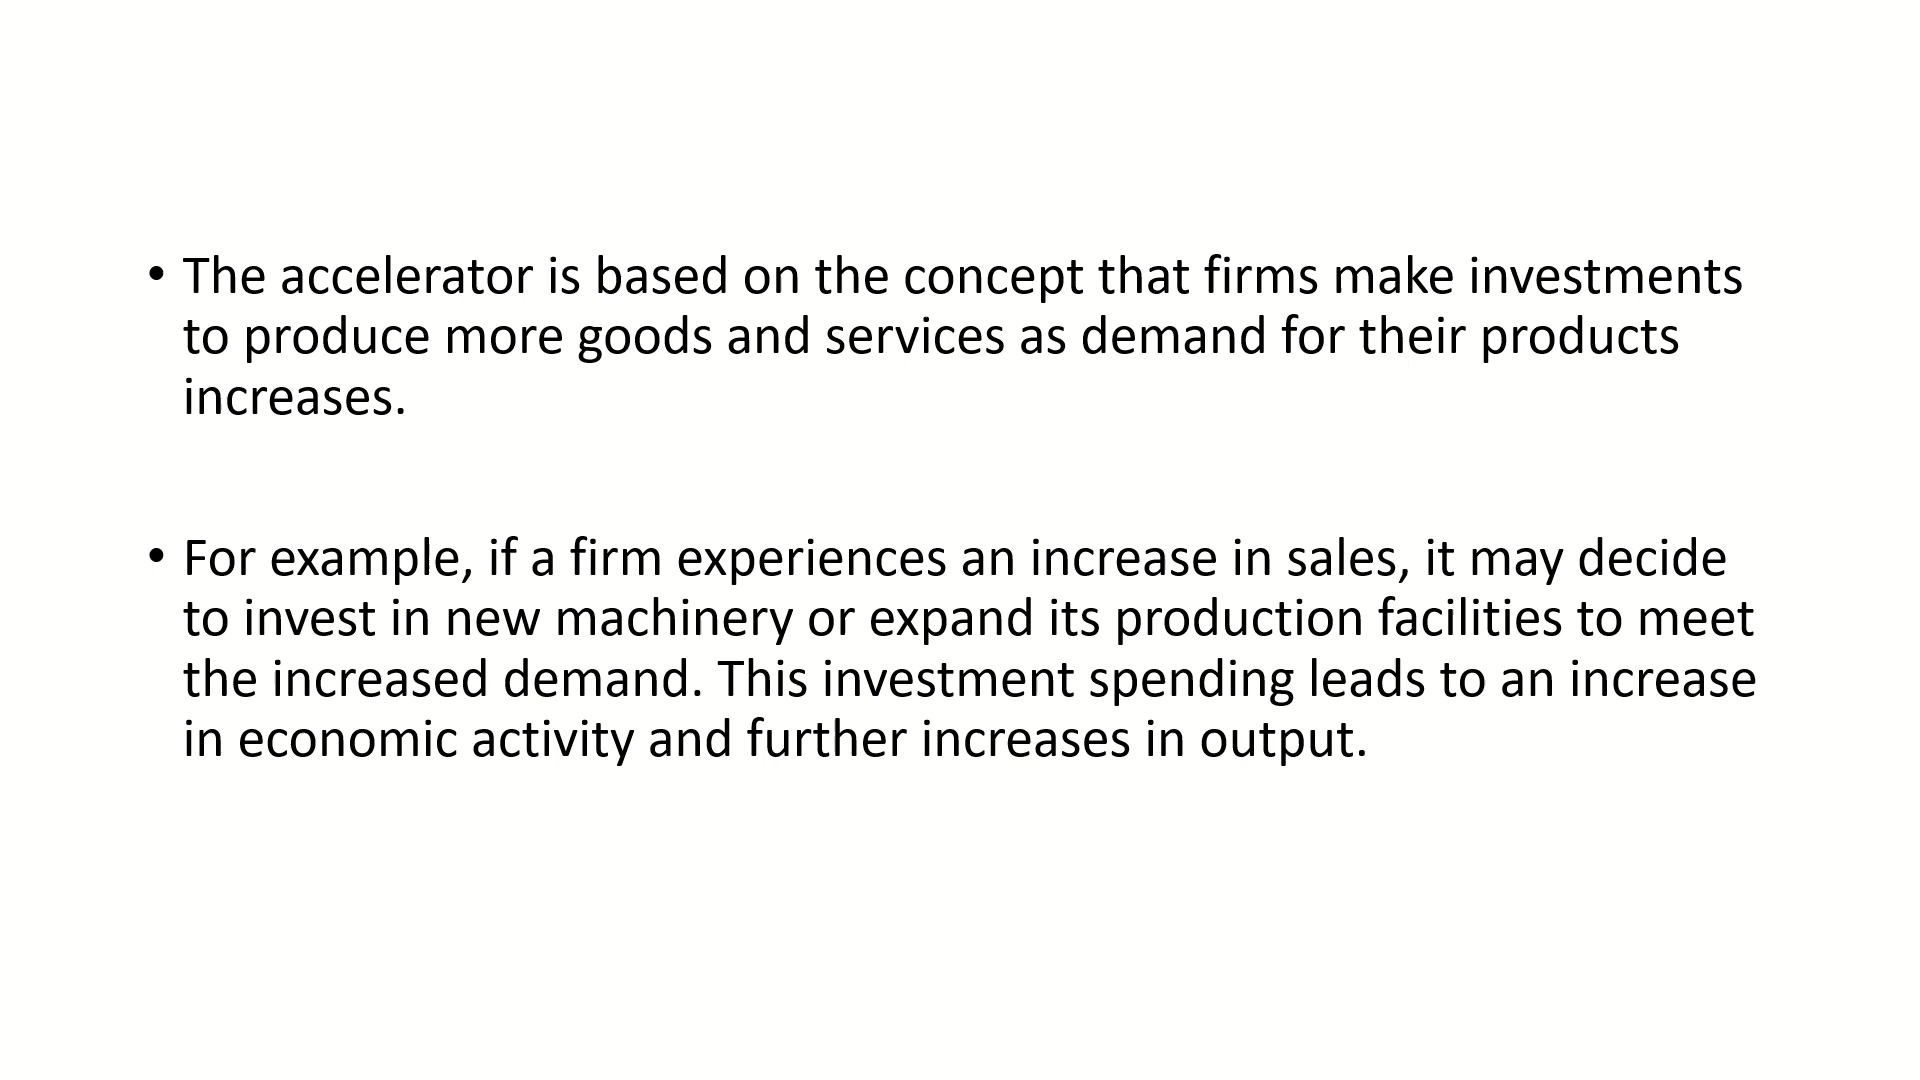 • The accelerator is based on the concept that firms make investments
to produce more goods and services as demand for their products
increases.
• For example, if a firm experiences an increase in sales, it may decide
to invest in new machinery or expand its production facilities to meet
the increased demand. This investment spending leads to an increase
in economic activity and further increases in output.